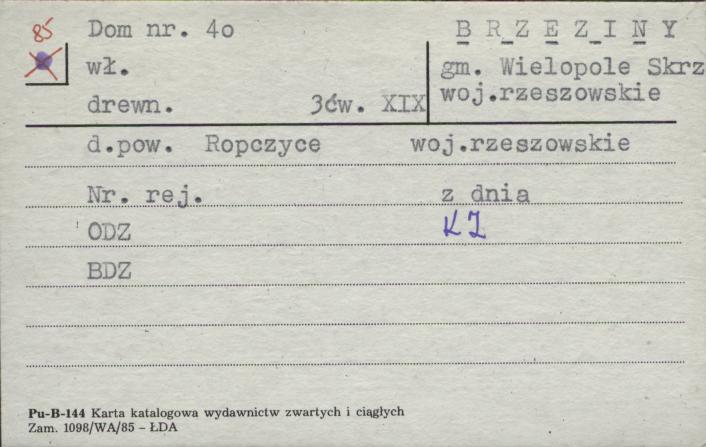 85
Dom nr. 4o
BRZEZINY
wł.
gm. Wielopole Skrz
drewn. 3ćw. XIX
woj.rzeszowskie
d.pow. Ropczyce woj.rzeszowskie
Nr. rej. z dnia
ODZ
BDZ
Pu-B-144 Karta katalogowa wydawnictw zwartych i ciągłych
Zam. 1098/WA/85 – ŁDA